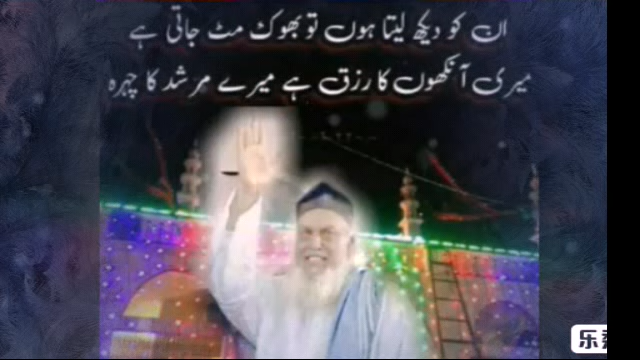 ان کو دیکھ لیتا ہوں تو بھوک مٹ جاتی ہے
میری آنکھوں کا رزق ہے میرے مرشد کا چہرہ
乐